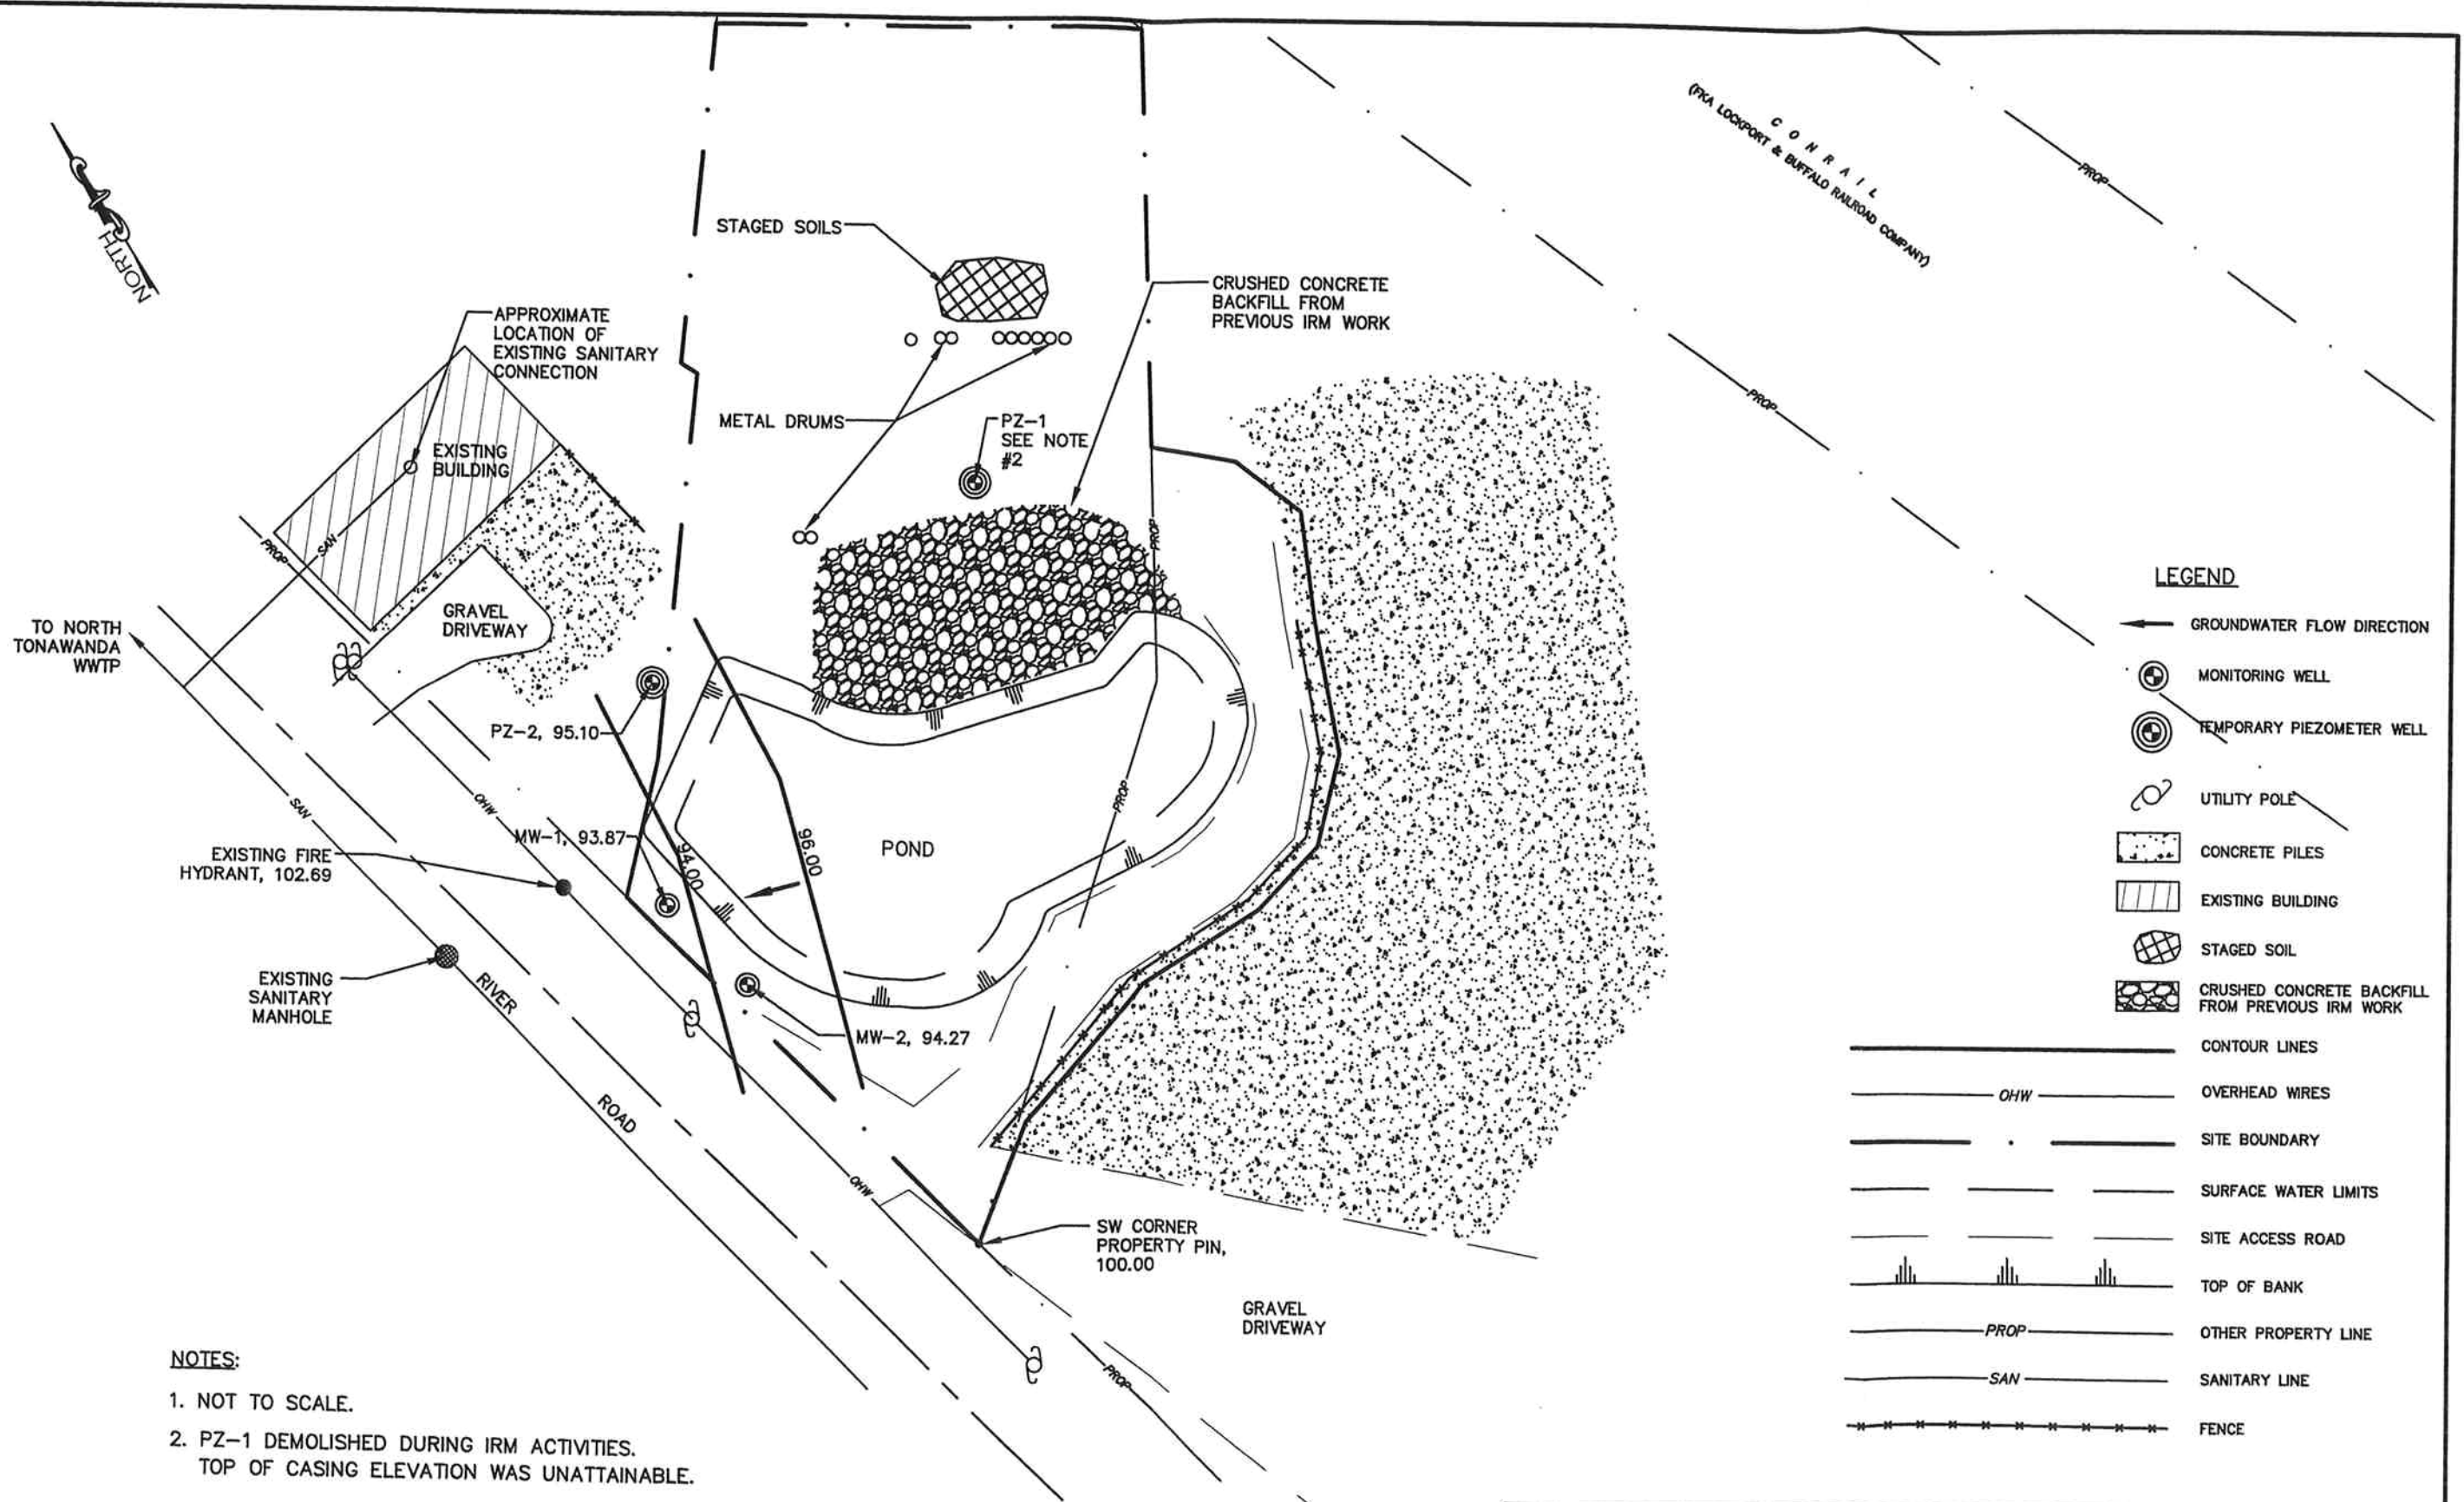 NORTH
STAGED SOILS
APPROXIMATE
LOCATION OF
EXISTING SANITARY
CONNECTION
EXISTING
BUILDING
METAL DRUMS
PZ-1
SEE NOTE
#2
CRUSHED CONCRETE
BACKFILL FROM
PREVIOUS IRM WORK
CONRAIL
(FKA LOCKPORT & BUFFALO RAILROAD COMPANY)
PROP
PROP
PROP
PROP
SAN
GRAVEL
DRIVEWAY
TO NORTH
TONAWANDA
WWTP
PZ-2, 95.10
OHW
SAN
MW-1, 93.87
94.00
96.00
POND
PROP
EXISTING FIRE
HYDRANT, 102.69
EXISTING
SANITARY
MANHOLE
RIVER
ROAD
MW-2, 94.27
OHW
SW CORNER
PROPERTY PIN,
100.00
GRAVEL
DRIVEWAY
PROP
NOTES:
1. NOT TO SCALE.
2. PZ-1 DEMOLISHED DURING IRM ACTIVITIES.
TOP OF CASING ELEVATION WAS UNATTAINABLE.
LEGEND
GROUNDWATER FLOW DIRECTION
MONITORING WELL
TEMPORARY PIEZOMETER WELL
UTILITY POLE
CONCRETE PILES
EXISTING BUILDING
STAGED SOIL
CRUSHED CONCRETE BACKFILL
FROM PREVIOUS IRM WORK
CONTOUR LINES
OHW
OVERHEAD WIRES
SITE BOUNDARY
SURFACE WATER LIMITS
SITE ACCESS ROAD
TOP OF BANK
PROP
OTHER PROPERTY LINE
SAN
SANITARY LINE
FENCE